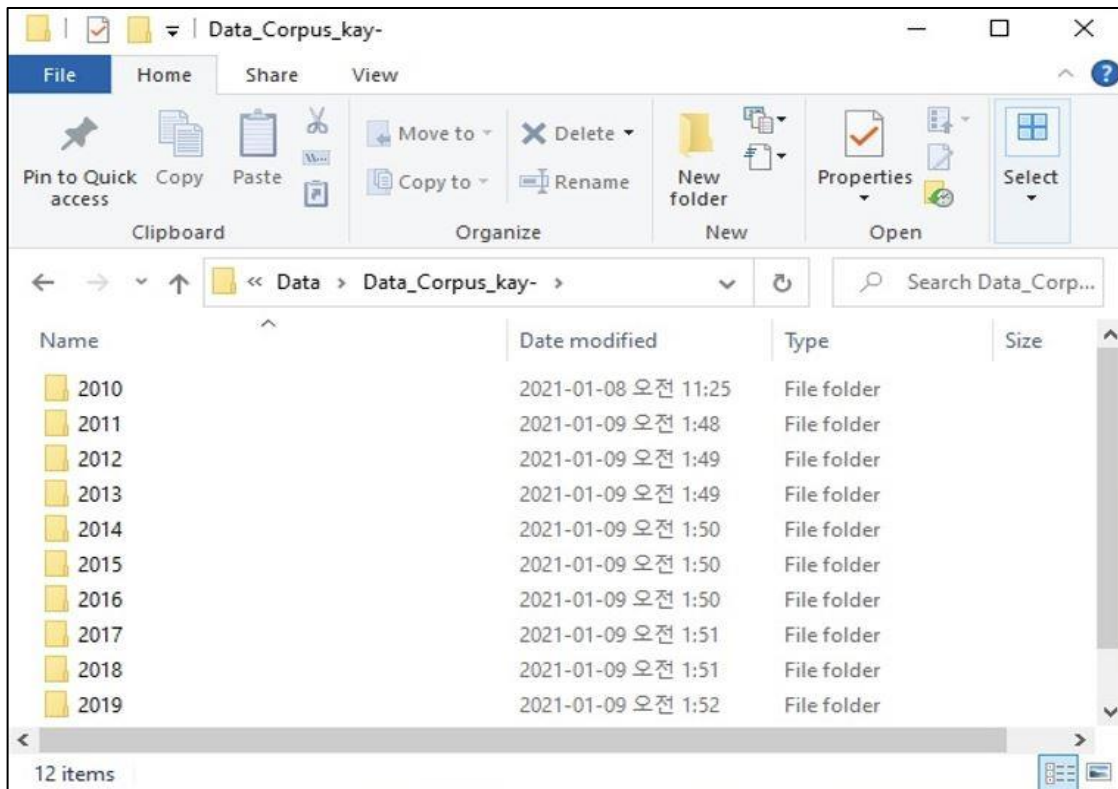 Data_Corpus_kay-
File Home Share View
Pin to Quick access
Copy
Paste
Clipboard
Move to
Copy to
Delete
Rename
Organize
New folder
New
Properties
Open
Select
« Data > Data_Corpus_kay- >
Search Data_Corp...
Name Date modified Type Size
2010 2021-01-08 오전 11:25 File folder
2011 2021-01-09 오전 1:48 File folder
2012 2021-01-09 오전 1:49 File folder
2013 2021-01-09 오전 1:49 File folder
2014 2021-01-09 오전 1:50 File folder
2015 2021-01-09 오전 1:50 File folder
2016 2021-01-09 오전 1:50 File folder
2017 2021-01-09 오전 1:51 File folder
2018 2021-01-09 오전 1:51 File folder
2019 2021-01-09 오전 1:52 File folder
12 items